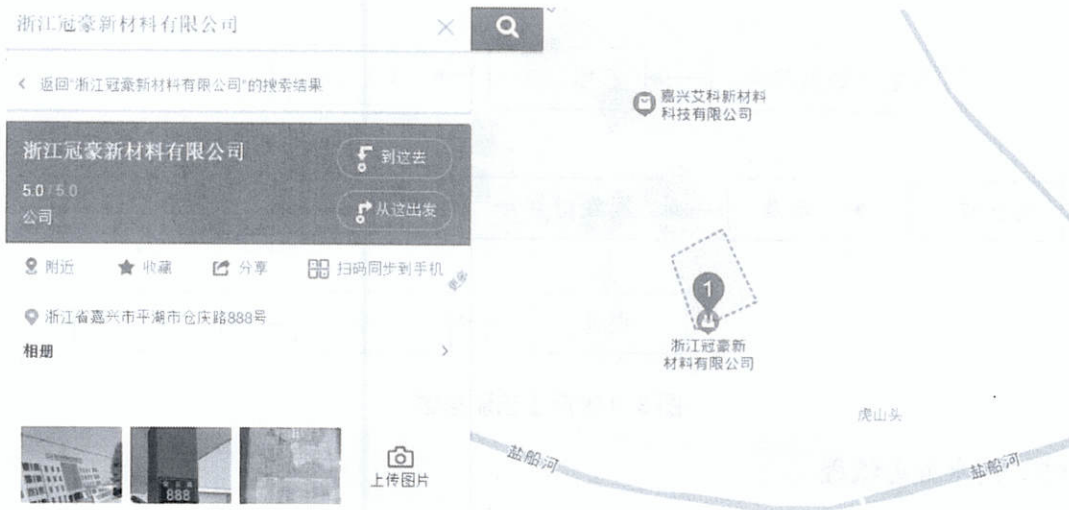 浙江冠豪新材料有限公司
返回"浙江冠豪新材料有限公司"的搜索结果
浙江冠豪新材料有限公司
到这去
5.0 / 5.0
公司
从这出发
附近
收藏
分享
扫码同步到手机
更多
浙江省嘉兴市平湖市仓庆路888号
相册
888
上传图片
嘉兴艾科新材料
科技有限公司
1
浙江冠豪新
材料有限公司
虎山头
盐船河
盐船河